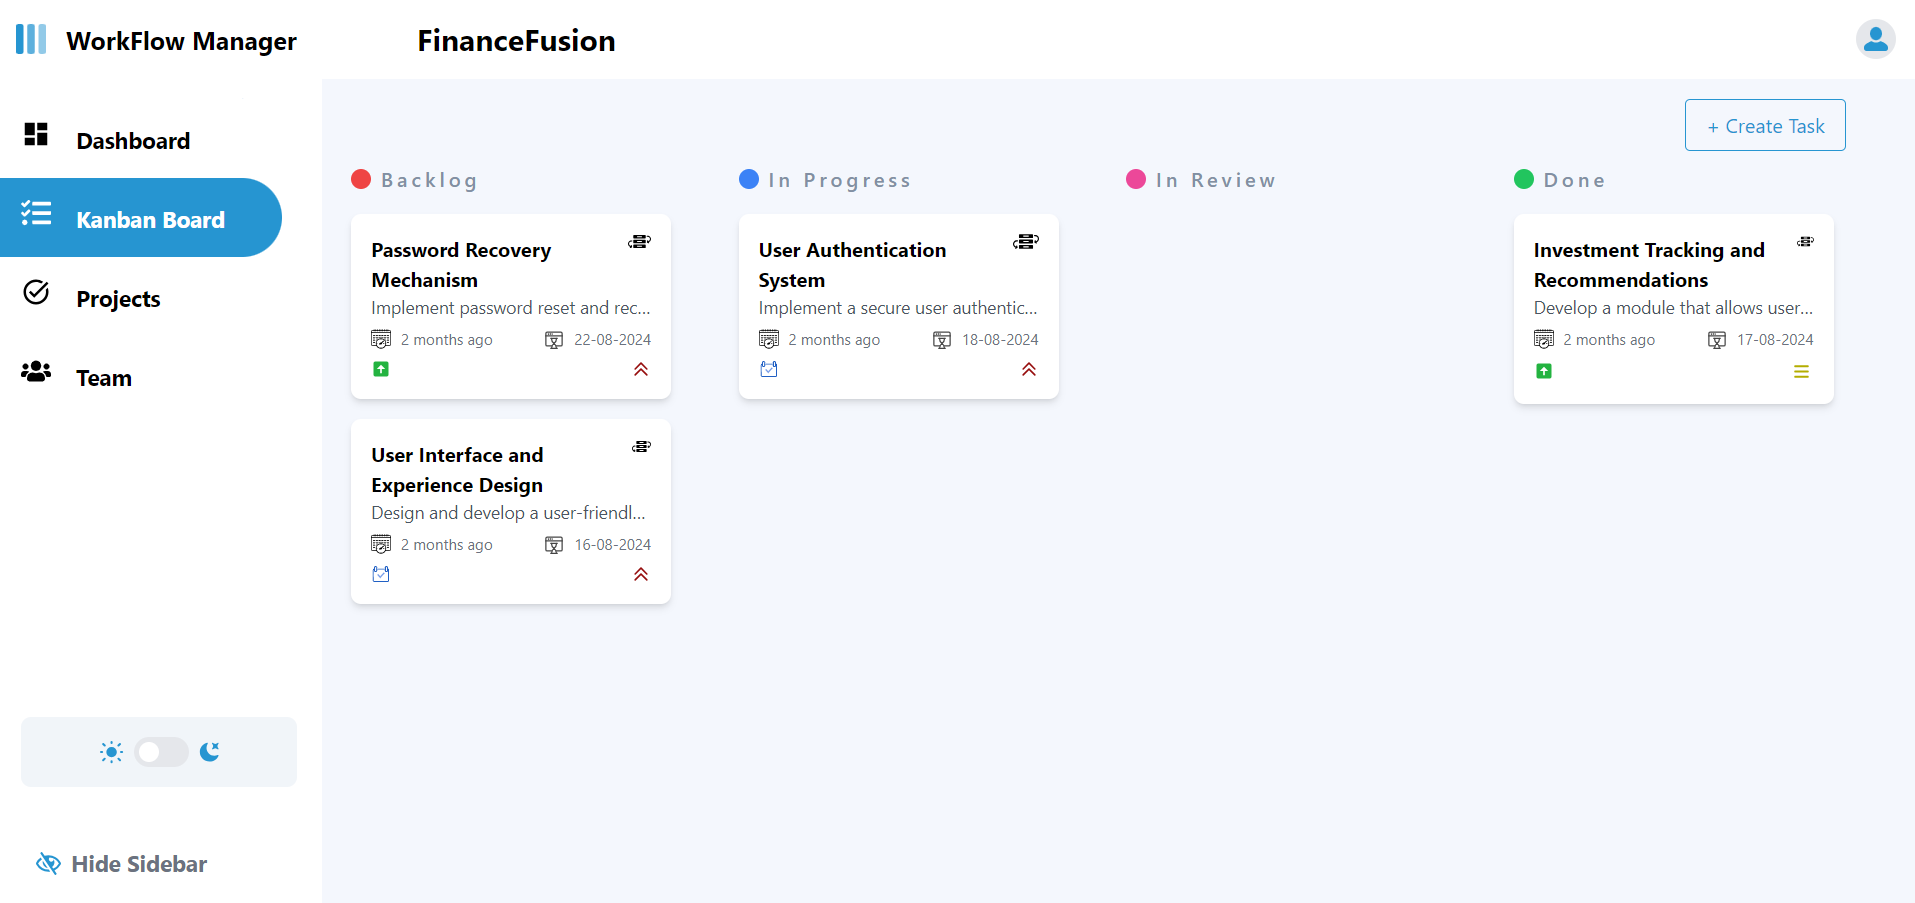 WorkFlow Manager
FinanceFusion
Dashboard
Kanban Board
Projects
Team
Hide Sidebar
+ Create Task
Backlog
Password Recovery
Mechanism
Implement password reset and rec...
2 months ago
22-08-2024
User Interface and
Experience Design
Design and develop a user-friendl...
2 months ago
16-08-2024
In Progress
User Authentication
System
Implement a secure user authentic...
2 months ago
18-08-2024
In Review
Done
Investment Tracking and
Recommendations
Develop a module that allows user...
2 months ago
17-08-2024